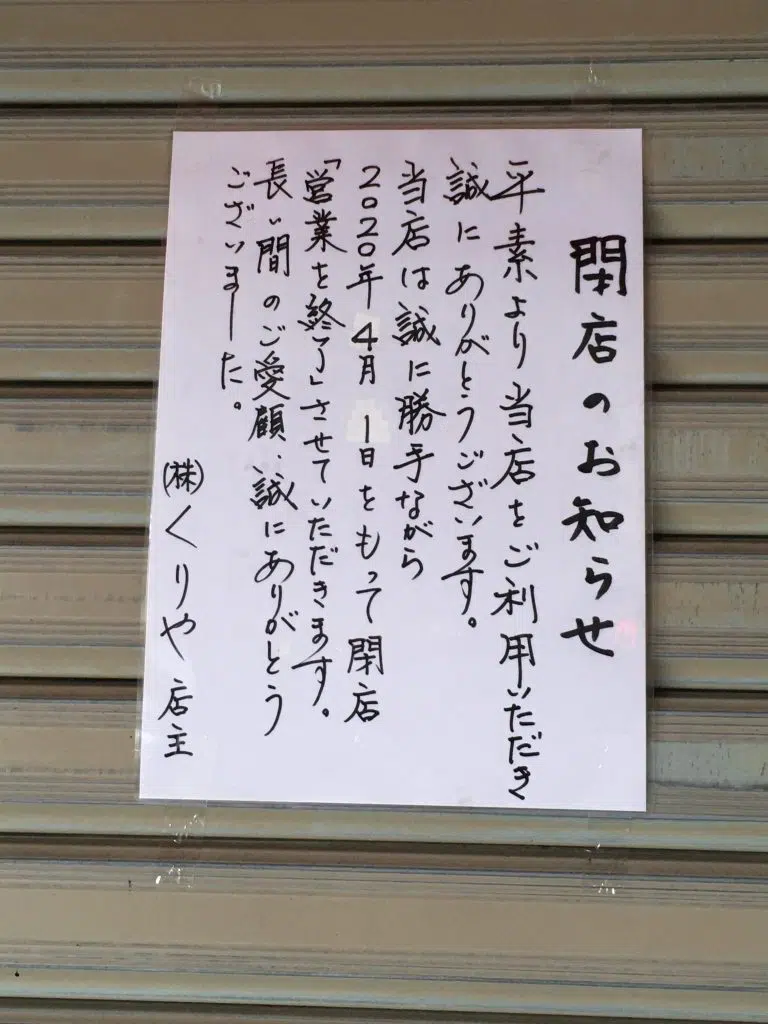 閉店のお知らせ
平素より当店をご利用いただき
誠にありがとうございます。
当店は誠に勝手ながら
2020年4月1日をもって閉店
「営業を終了」させていただきます。
長い間のご愛顧、誠にありがとう
ございました。
㈱くりや店主